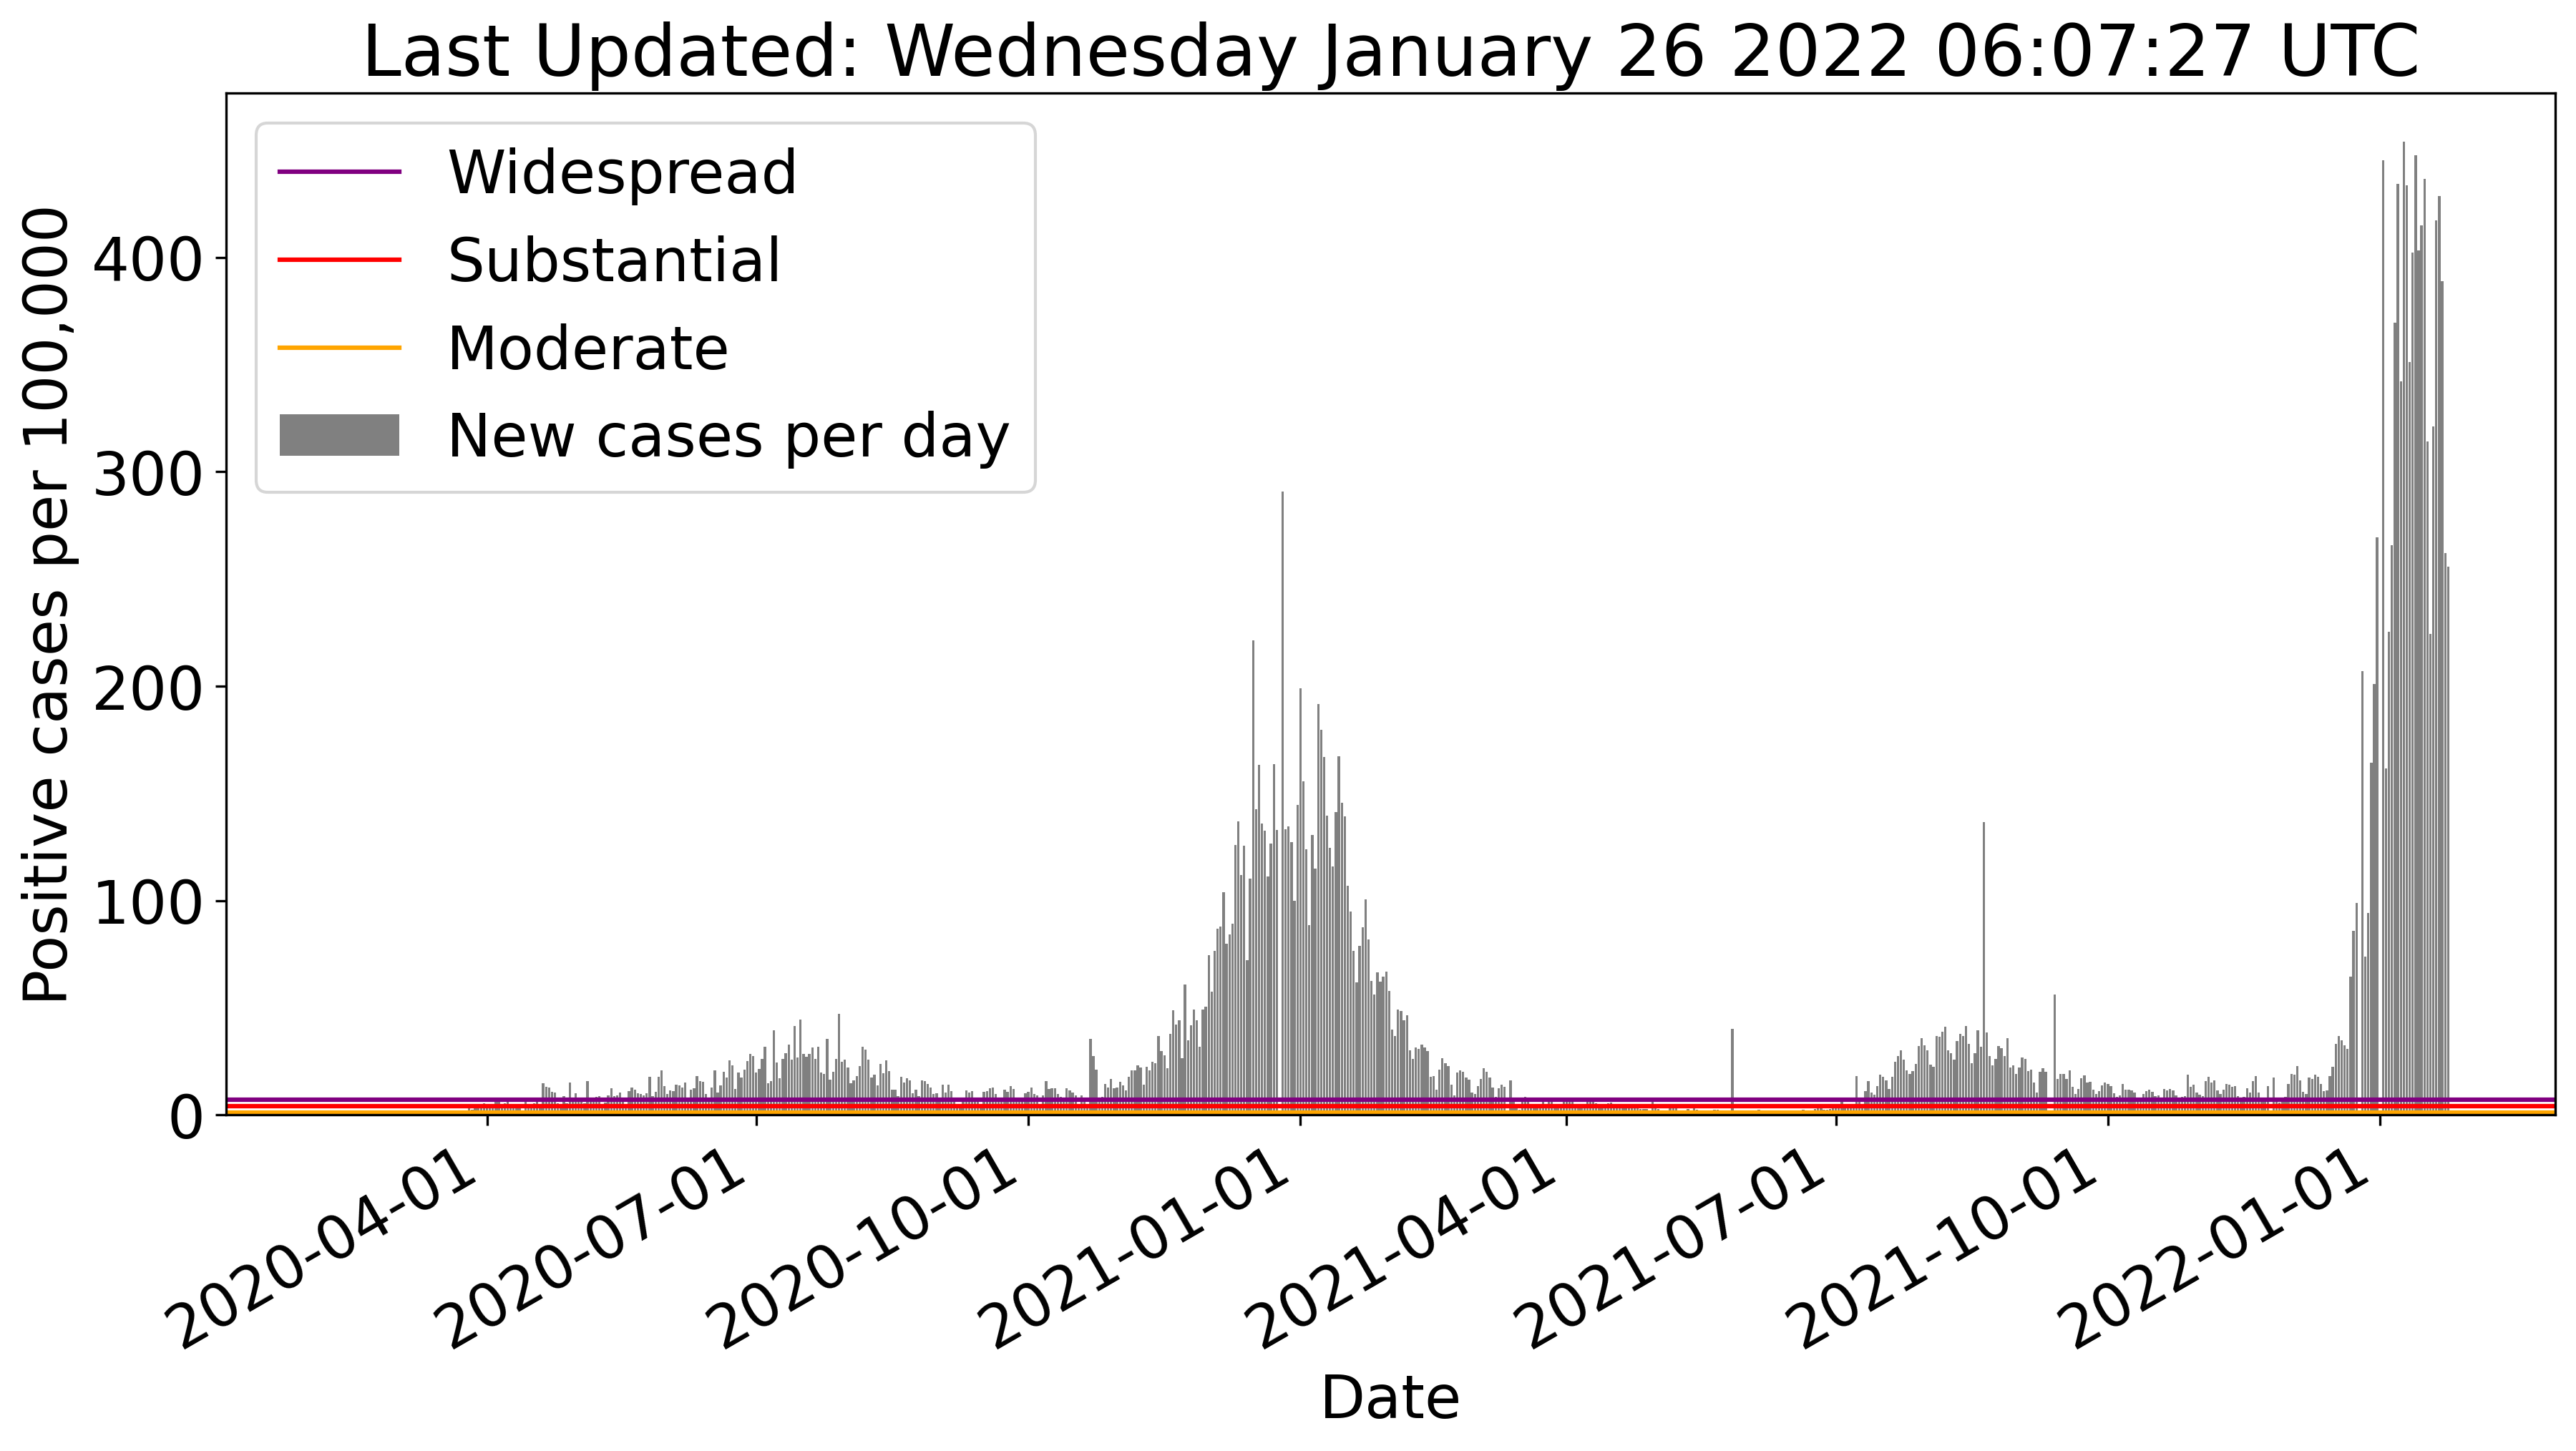 Last Updated: Wednesday January 26 2022 06:07:27 UTC
Widespread
Substantial
Moderate
New cases per day
Positive cases per 100,000
400
300
200
100
0
2020-04-01
2020-07-01
2020-10-01
2021-01-01
2021-04-01
2021-07-01
2021-10-01
2022-01-01
Date